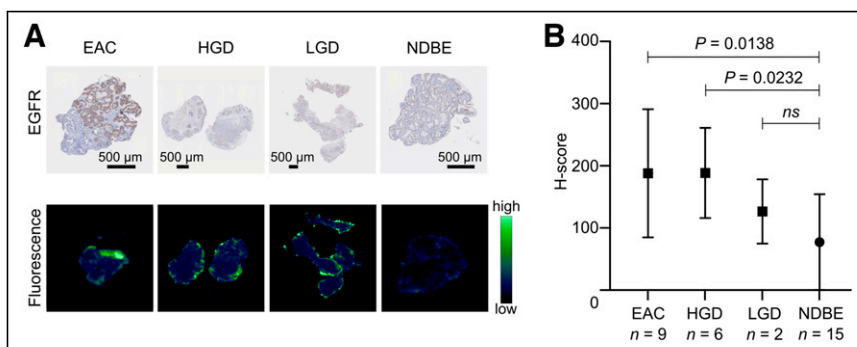 A
EAC HGD LGD NDBE
EGFR
500 μm 500 μm 500 μm 500 μm
Fluorescence
high
low
B
H-score
400
300
200
100
0
P = 0.0138
P = 0.0232
ns
EAC HGD LGD NDBE
n = 9 n = 6 n = 2 n = 15